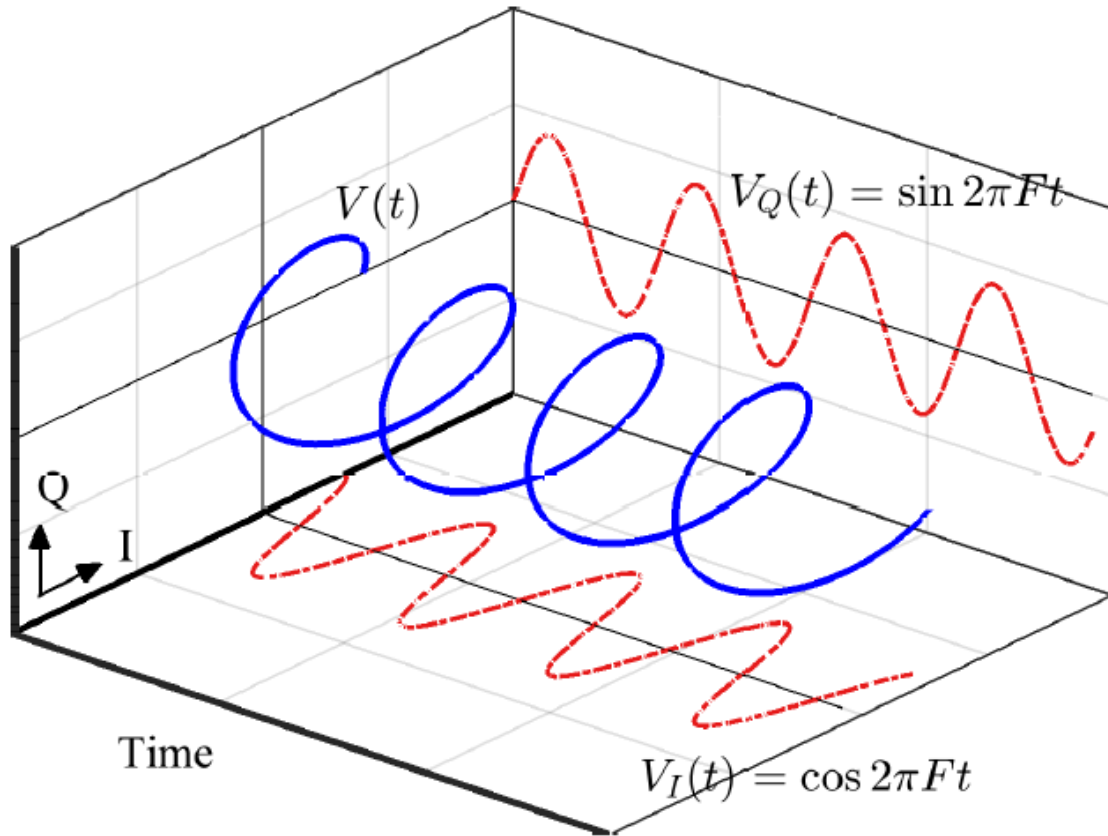 V_Q(t) = sin 2πFt
V(t)
Q
I
Time
V_I(t) = cos 2πFt